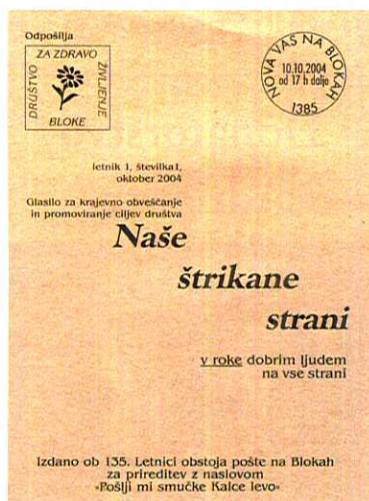 Odpošilja
ZA ZDRAVO
DRUŠTVO
ŽIVLJENJE
BLOKE
NOVA VAS NA BLOKAH
10.10.2004
od 17 h dalje
1385
letnik 1, številka1,
oktober 2004
Glasilo za krajevno obveščanje
in promoviranje ciljev društva
Naše
štrikane
strani
v roke dobrim ljudem
na vse strani
Izdano ob 135. Letnici obstoja pošte na Blokah
za prireditev z naslovom
»Pošlji mi smučke Kalce levo«